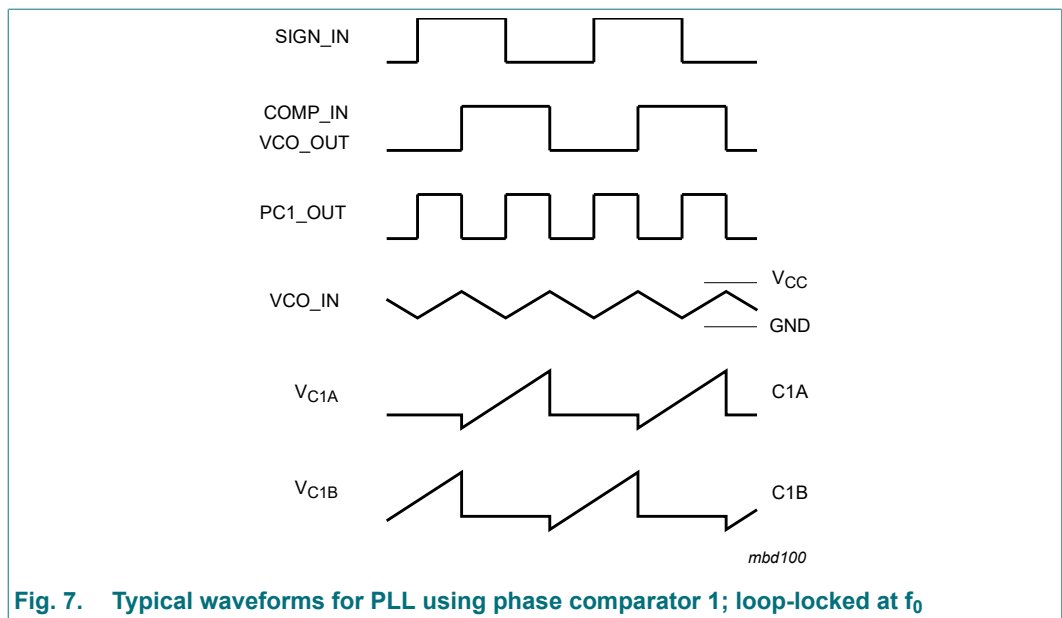 SIGN_IN
COMP_IN
VCO_OUT
PC1_OUT
VCO_IN
VCC
GND
VC1A
C1A
VC1B
C1B
mbd100
Fig. 7. Typical waveforms for PLL using phase comparator 1; loop-locked at f0